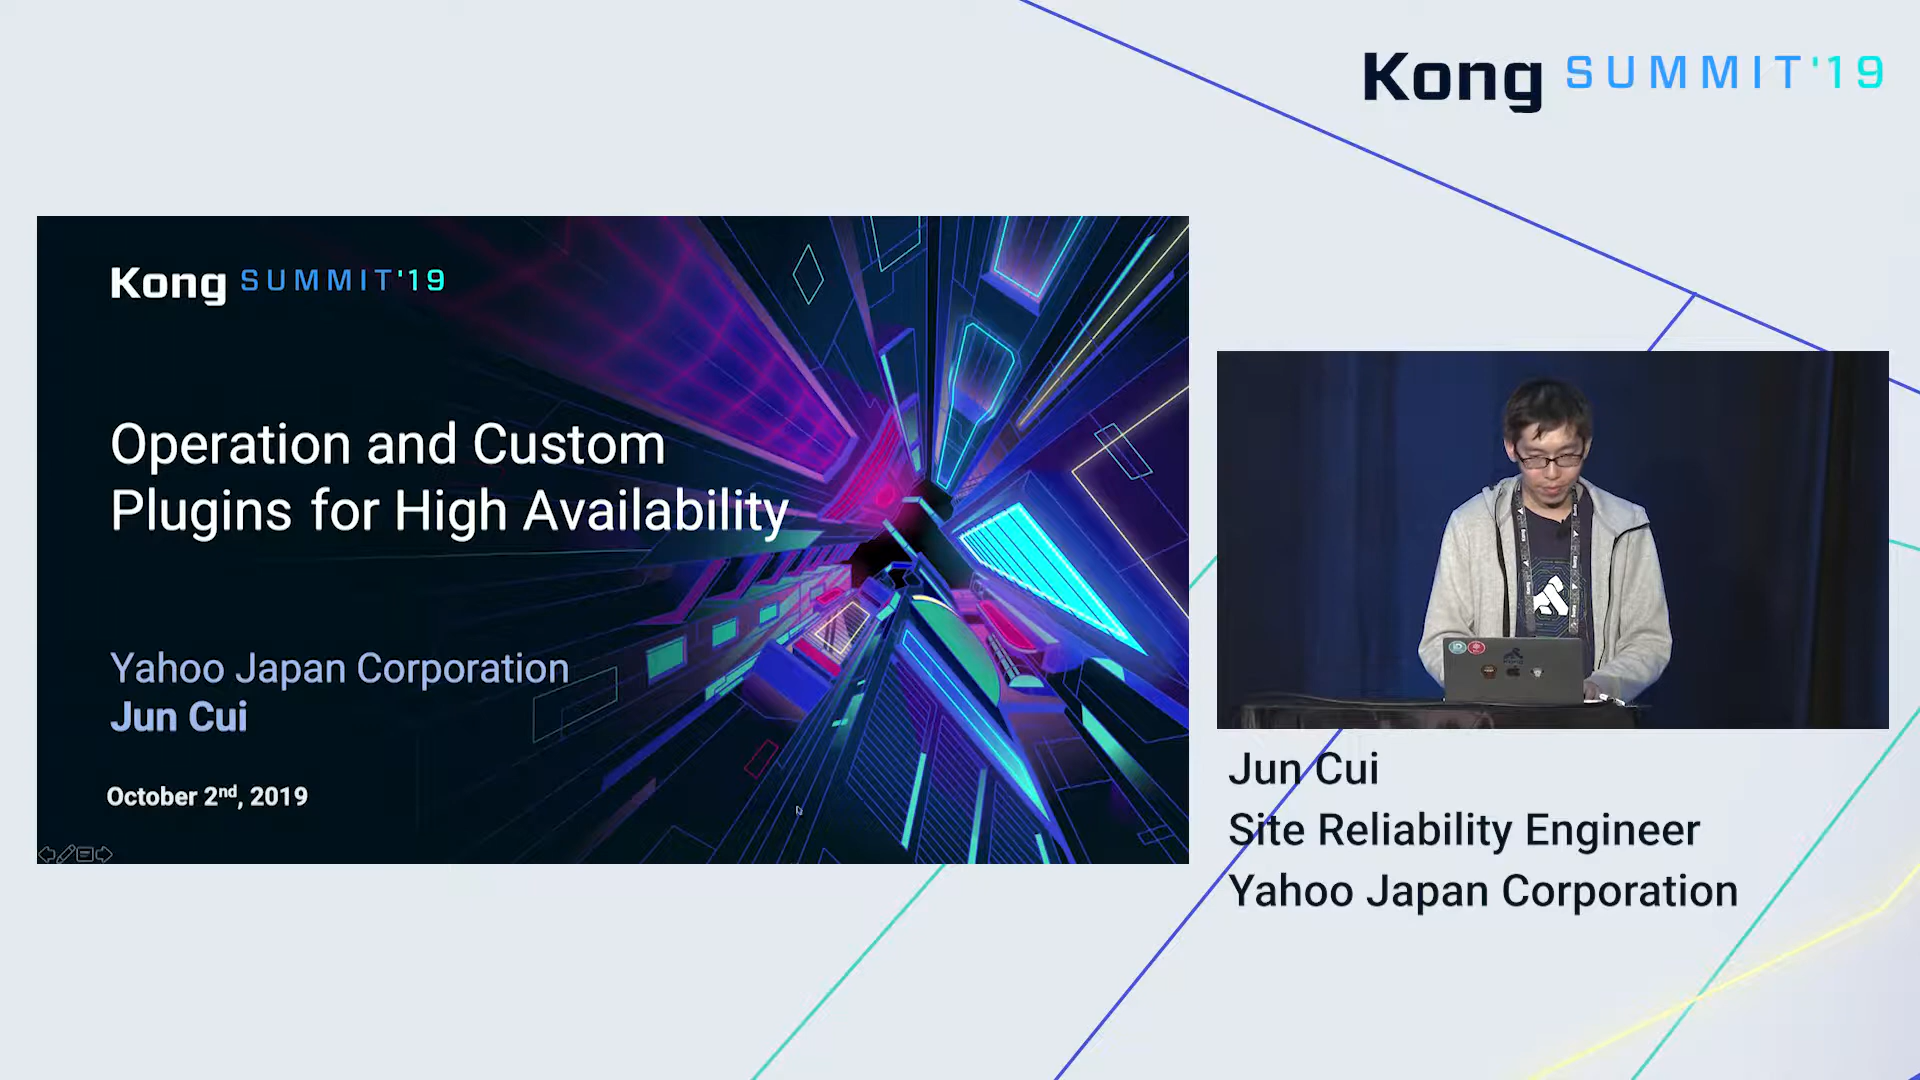 Kong SUMMIT'19
Kong SUMMIT'19
Operation and Custom
Plugins for High Availability
Yahoo Japan Corporation
Jun Cui
October 2nd, 2019
Jun Cui
Site Reliability Engineer
Yahoo Japan Corporation